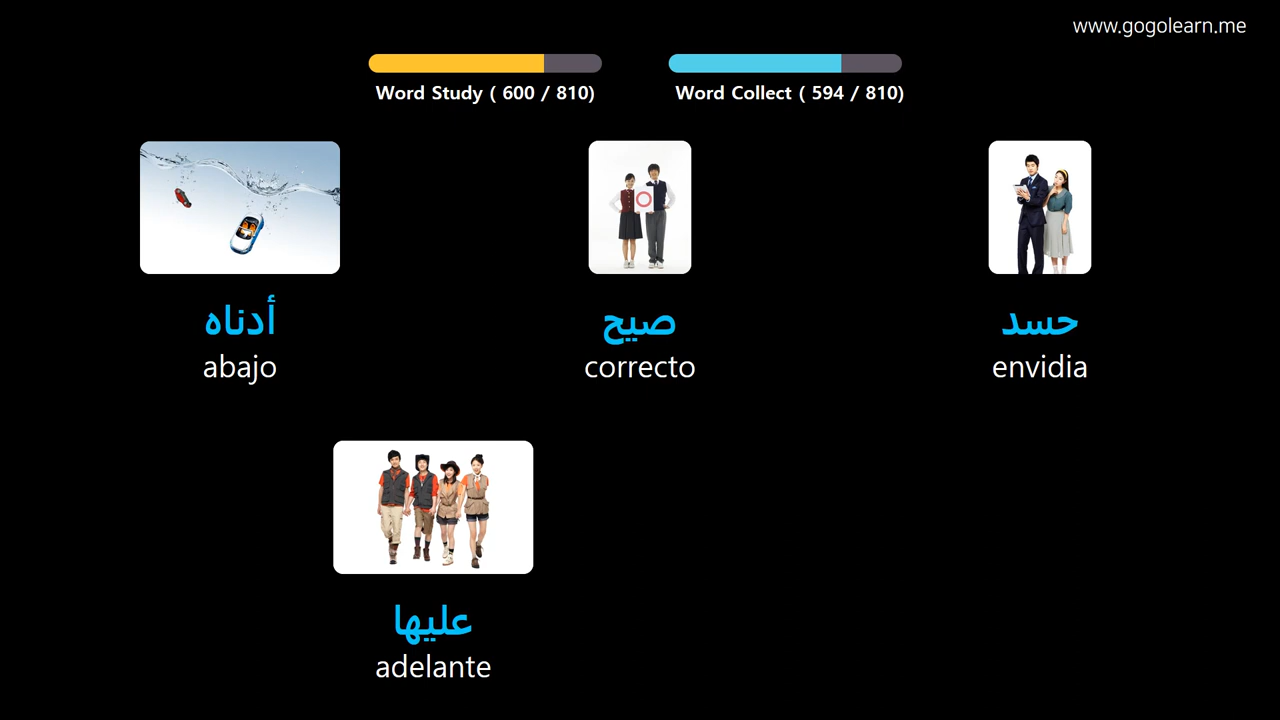 www.gogolearn.me
Word Study ( 600 / 810)
Word Collect ( 594 / 810)
أدناه
abajo
صيح
correcto
حسد
envidia
عليها
adelante